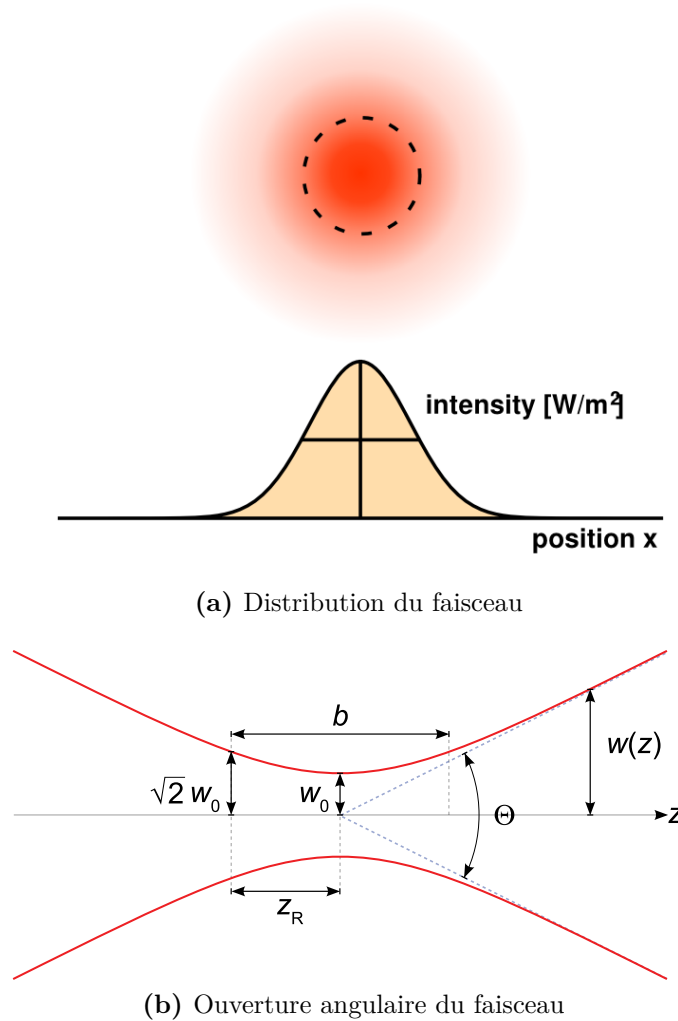 intensity [W/m²]
position x
(a) Distribution du faisceau
b
w(z)
√2 w₀
w₀
Θ
z
z_R
(b) Ouverture angulaire du faisceau